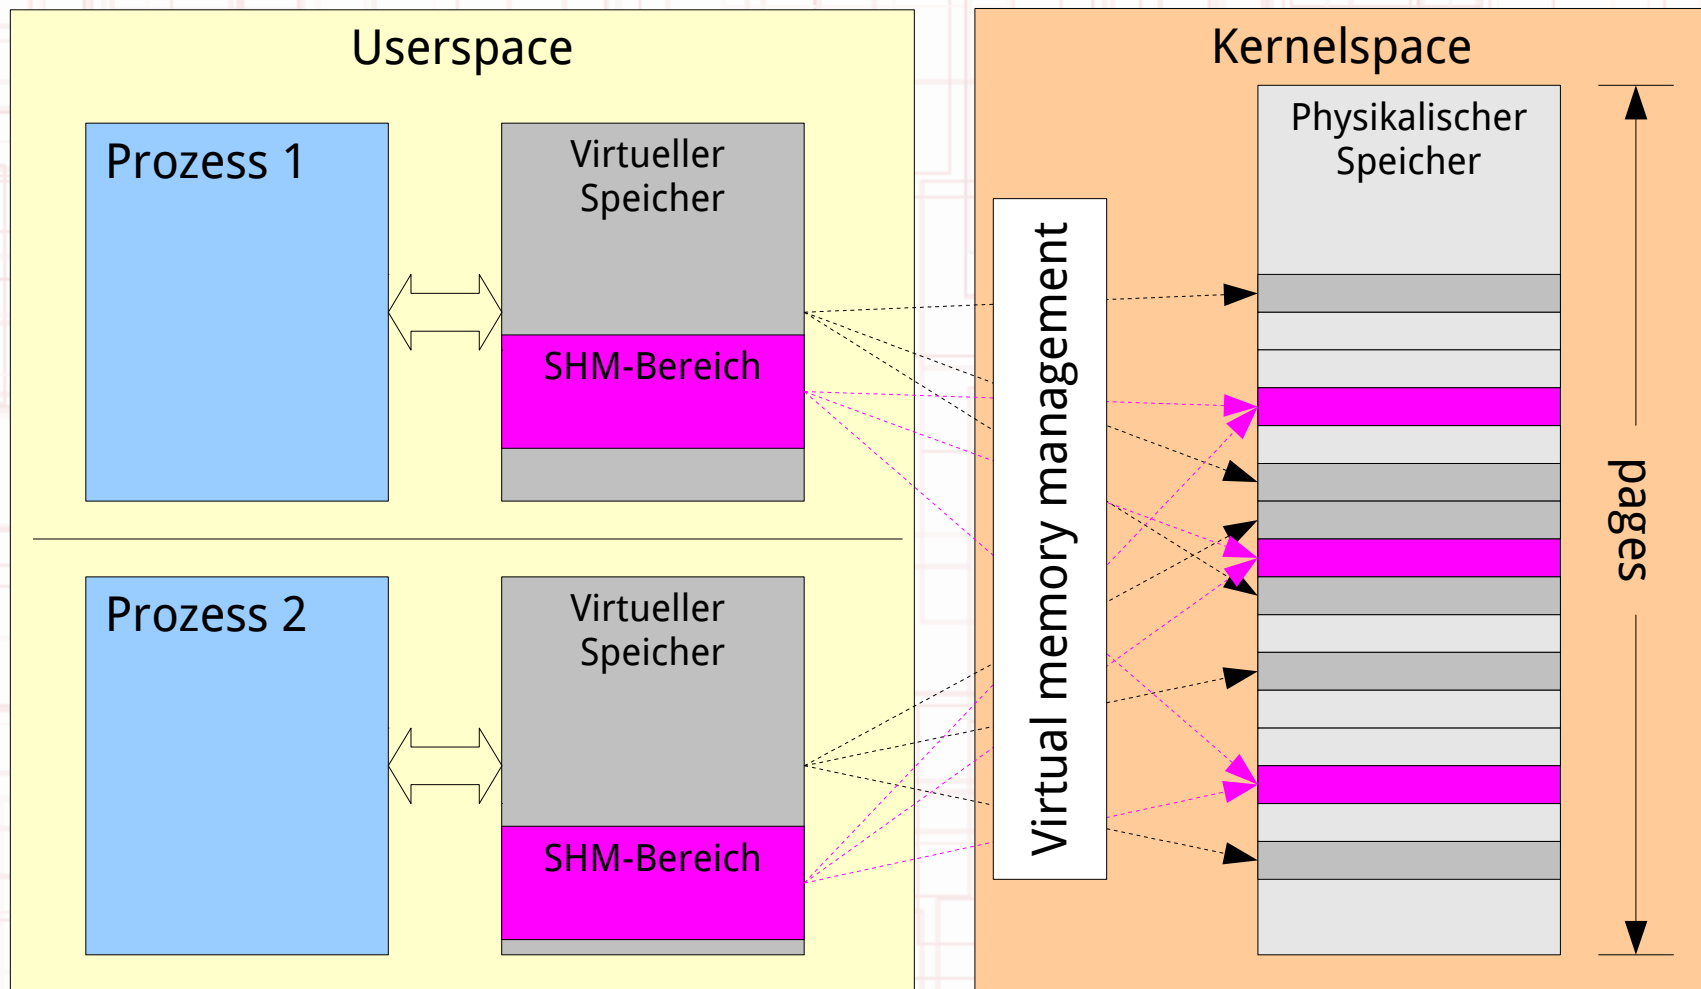 Userspace
Prozess 1
Virtueller
Speicher
SHM-Bereich
Prozess 2
Virtueller
Speicher
SHM-Bereich
Kernelspace
Virtual memory management
Physikalischer
Speicher
pages